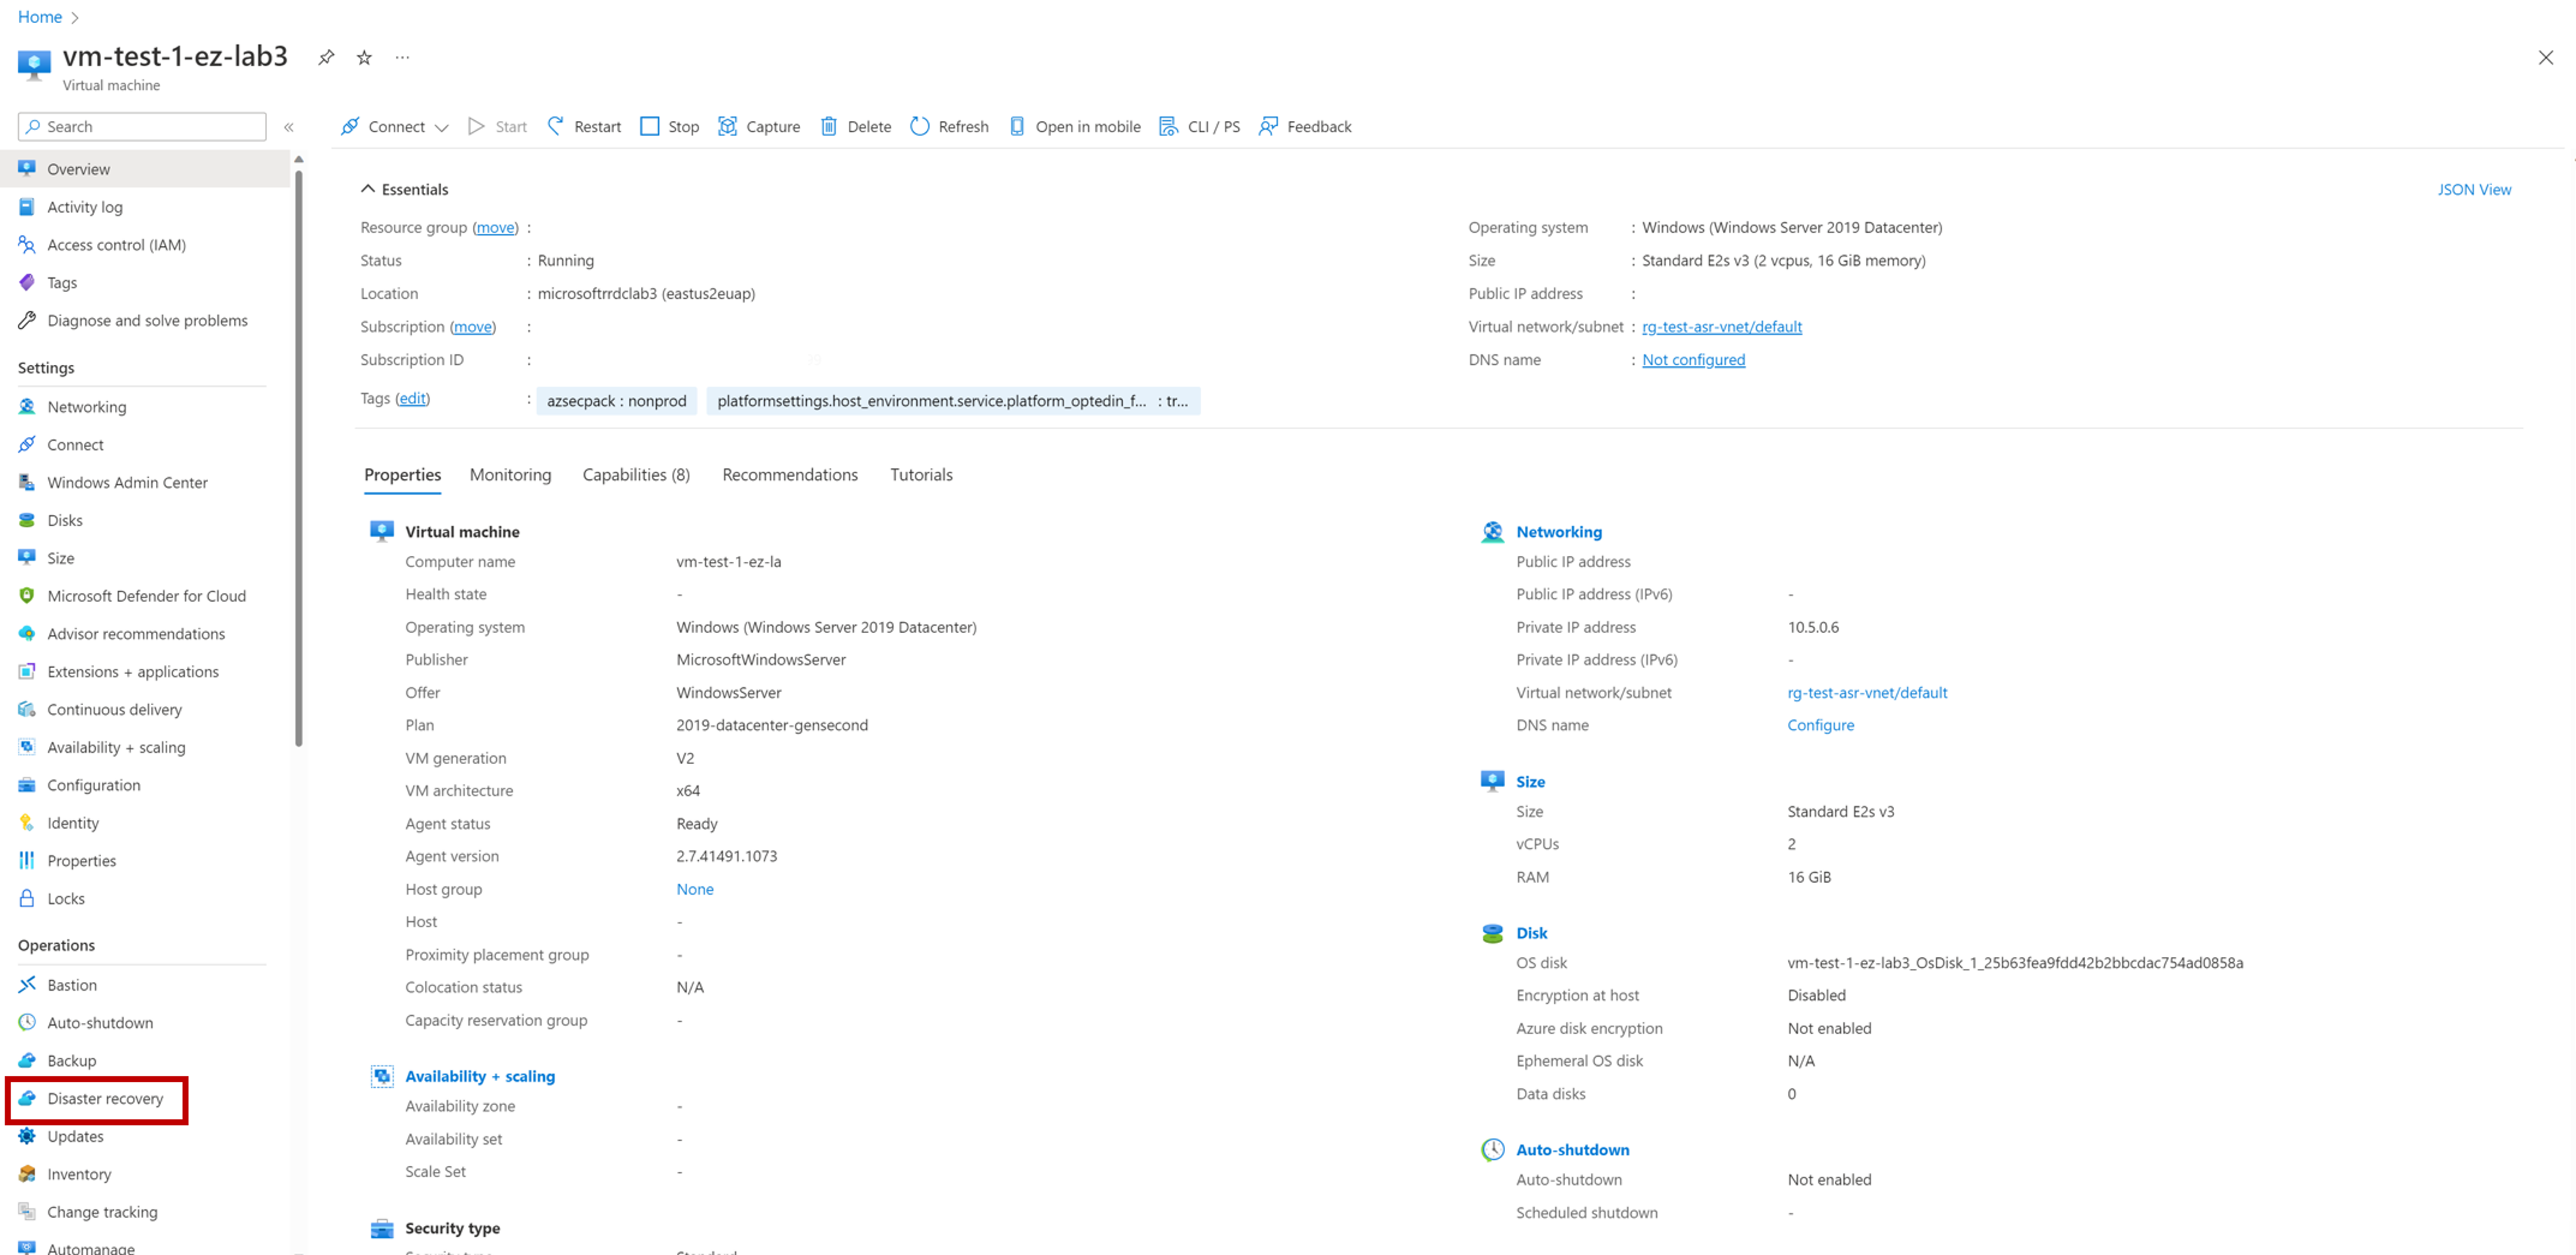 Home >
vm-test-1-ez-lab3
Virtual machine
Search
Connect Start Restart Stop Capture Delete Refresh Open in mobile CLI / PS Feedback
Overview
Activity log
Access control (IAM)
Tags
Diagnose and solve problems
Settings
Networking
Connect
Windows Admin Center
Disks
Size
Microsoft Defender for Cloud
Advisor recommendations
Extensions + applications
Continuous delivery
Availability + scaling
Configuration
Identity
Properties
Locks
Operations
Bastion
Auto-shutdown
Backup
Disaster recovery
Updates
Inventory
Change tracking
Automanage
Essentials
JSON View
Resource group (move) :
Status : Running
Location : microsoftrrdclab3 (eastus2euap)
Subscription (move) :
Subscription ID :
Tags (edit) : azsecpack : nonprod platformsettings.host_environment.service.platform_optedin_f... : tr...
Operating system : Windows (Windows Server 2019 Datacenter)
Size : Standard E2s v3 (2 vcpus, 16 GiB memory)
Public IP address :
Virtual network/subnet : rg-test-asr-vnet/default
DNS name : Not configured
Properties Monitoring Capabilities (8) Recommendations Tutorials
Virtual machine
Computer name vm-test-1-ez-la
Health state -
Operating system Windows (Windows Server 2019 Datacenter)
Publisher MicrosoftWindowsServer
Offer WindowsServer
Plan 2019-datacenter-gensecond
VM generation V2
VM architecture x64
Agent status Ready
Agent version 2.7.41491.1073
Host group None
Host -
Proximity placement group -
Colocation status N/A
Capacity reservation group -
Availability + scaling
Availability zone -
Availability set -
Scale Set -
Security type
Networking
Public IP address
Public IP address (IPv6) -
Private IP address 10.5.0.6
Private IP address (IPv6) -
Virtual network/subnet rg-test-asr-vnet/default
DNS name Configure
Size
Size Standard E2s v3
vCPUs 2
RAM 16 GiB
Disk
OS disk vm-test-1-ez-lab3_OsDisk_1_25b63fea9fdd42b2bbcdac754ad0858a
Encryption at host Disabled
Azure disk encryption Not enabled
Ephemeral OS disk N/A
Data disks 0
Auto-shutdown
Auto-shutdown Not enabled
Scheduled shutdown -